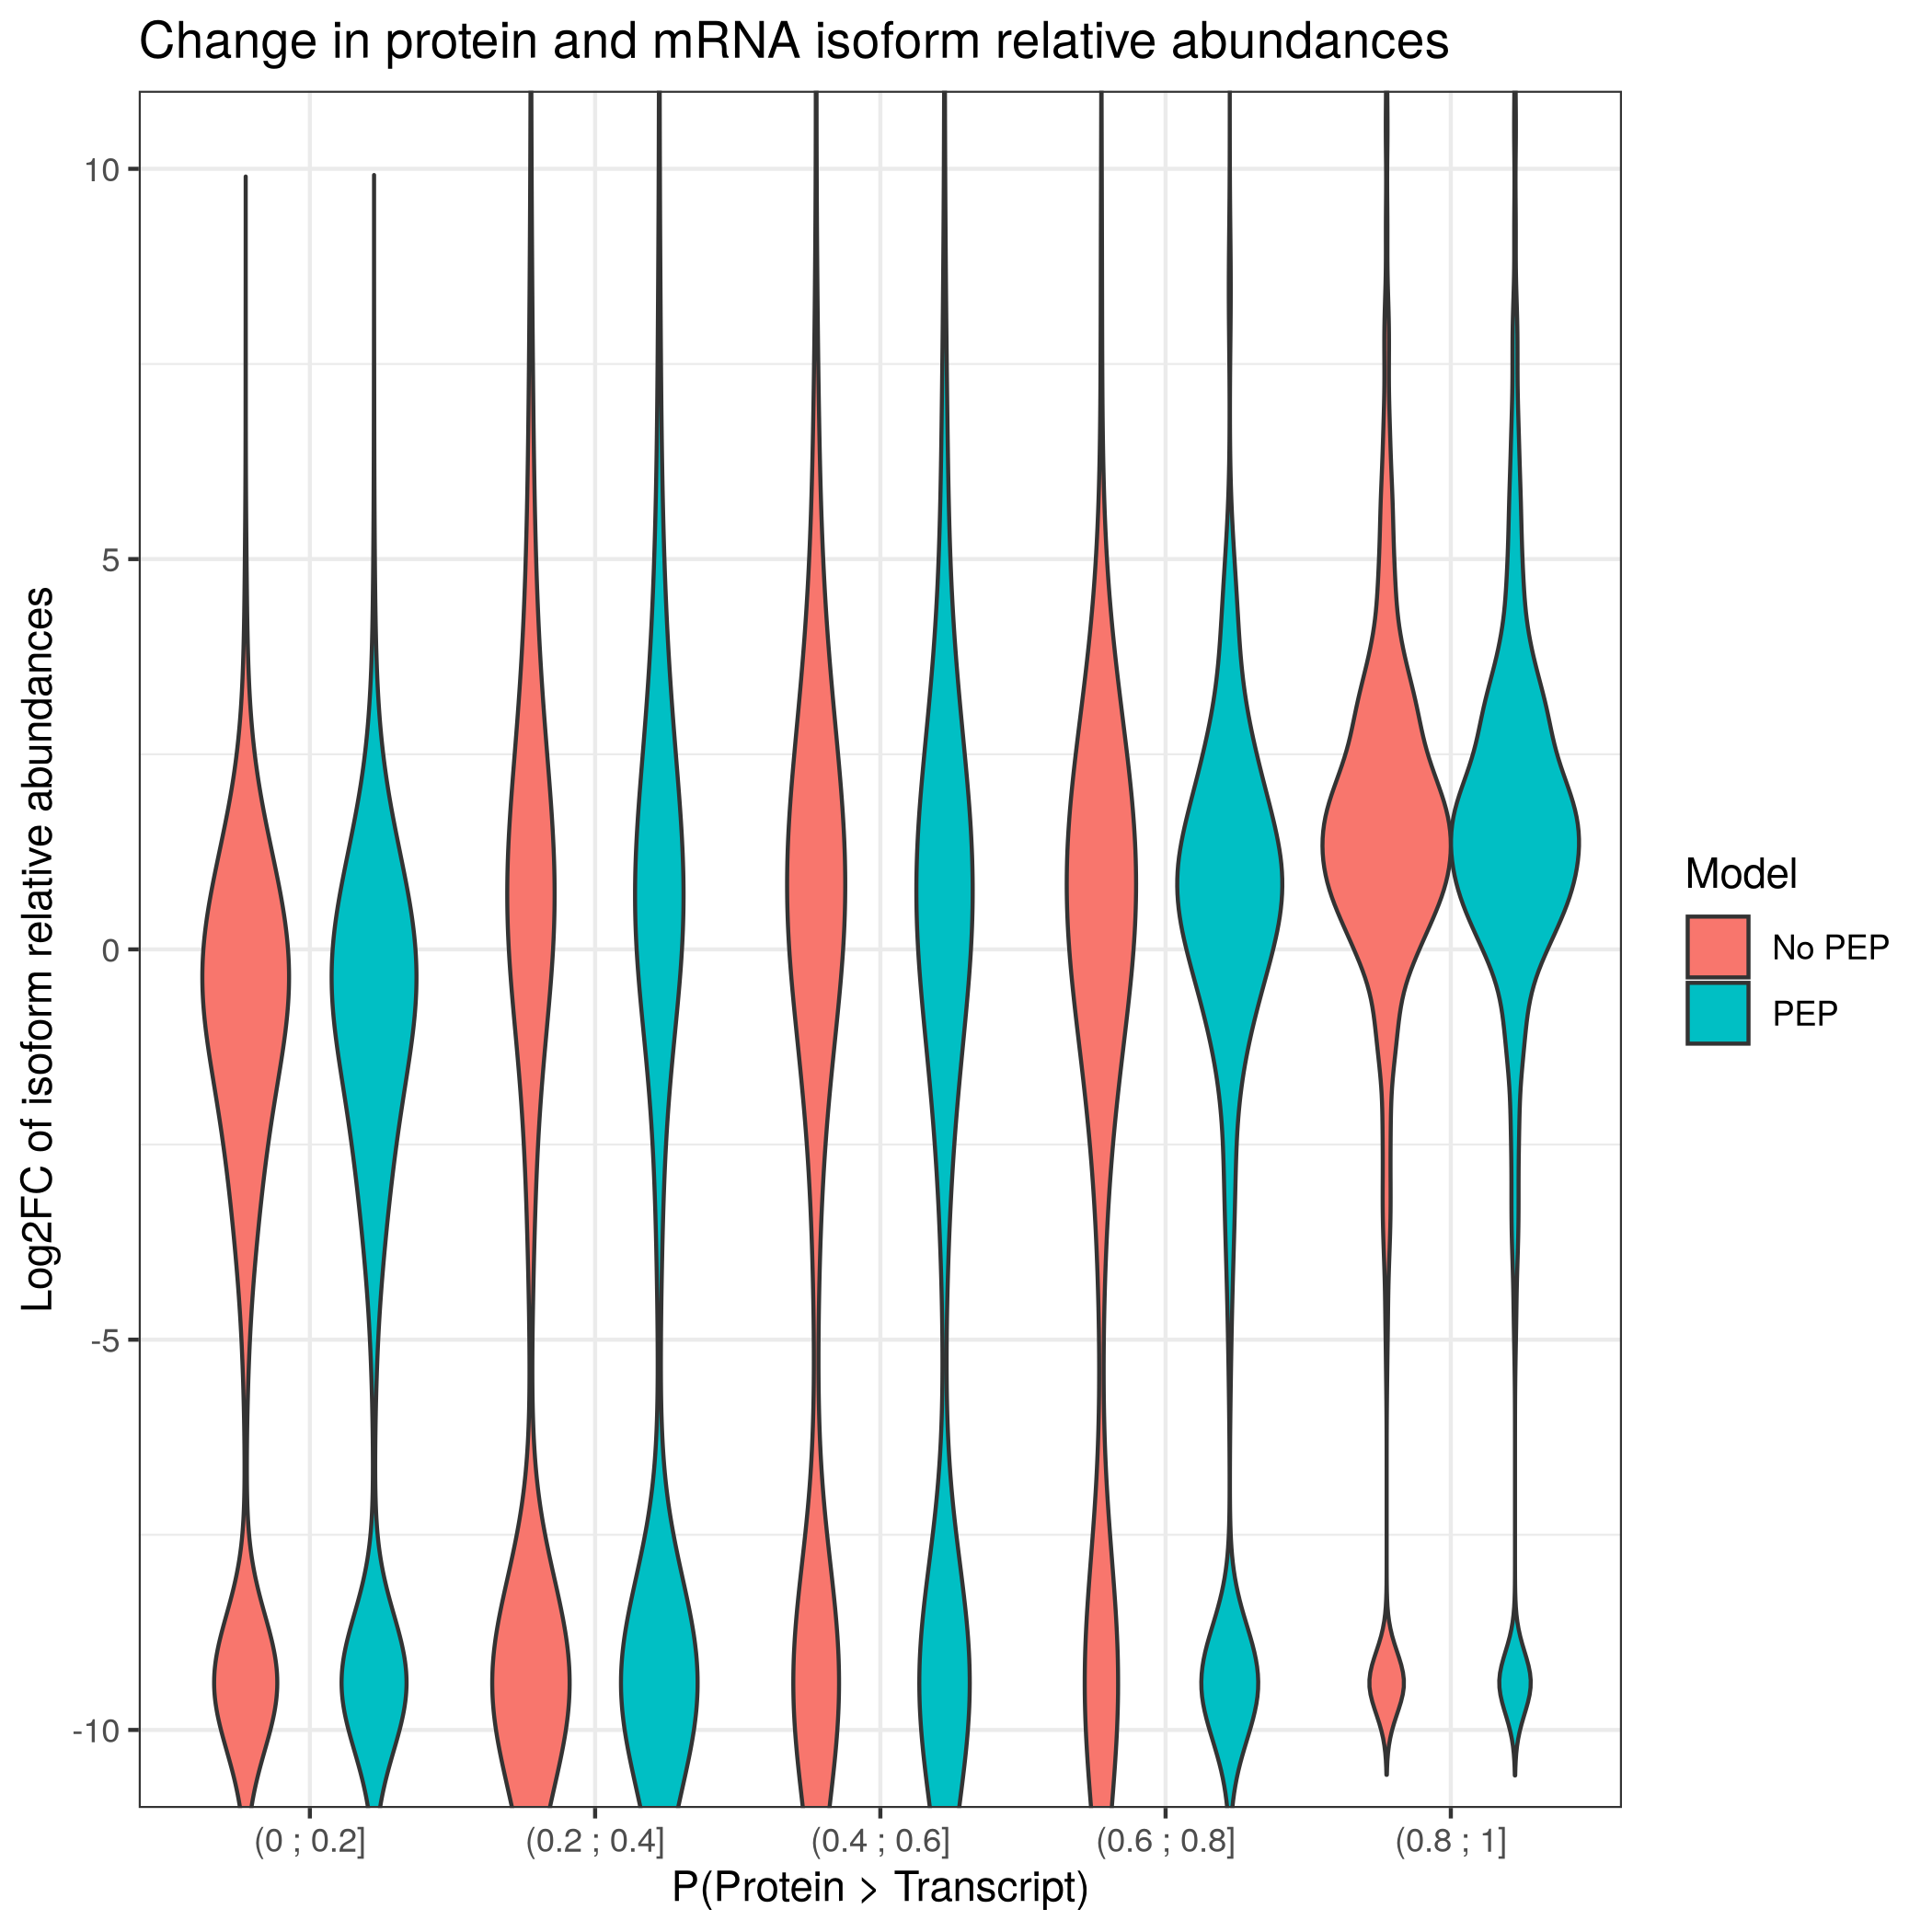 Change in protein and mRNA isoform relative abundances
Log2FC of isoform relative abundances
10
5
0
-5
-10
(0 ; 0.2]
(0.2 ; 0.4]
(0.4 ; 0.6]
(0.6 ; 0.8]
(0.8 ; 1]
P(Protein > Transcript)
Model
No PEP
PEP